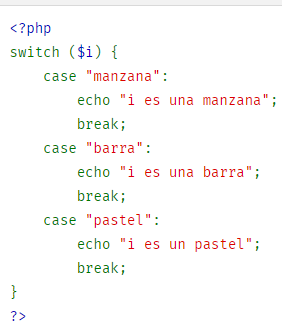 <?php
switch ($i) {
    case "manzana":
        echo "i es una manzana";
        break;
    case "barra":
        echo "i es una barra";
        break;
    case "pastel":
        echo "i es un pastel";
        break;
}
?>